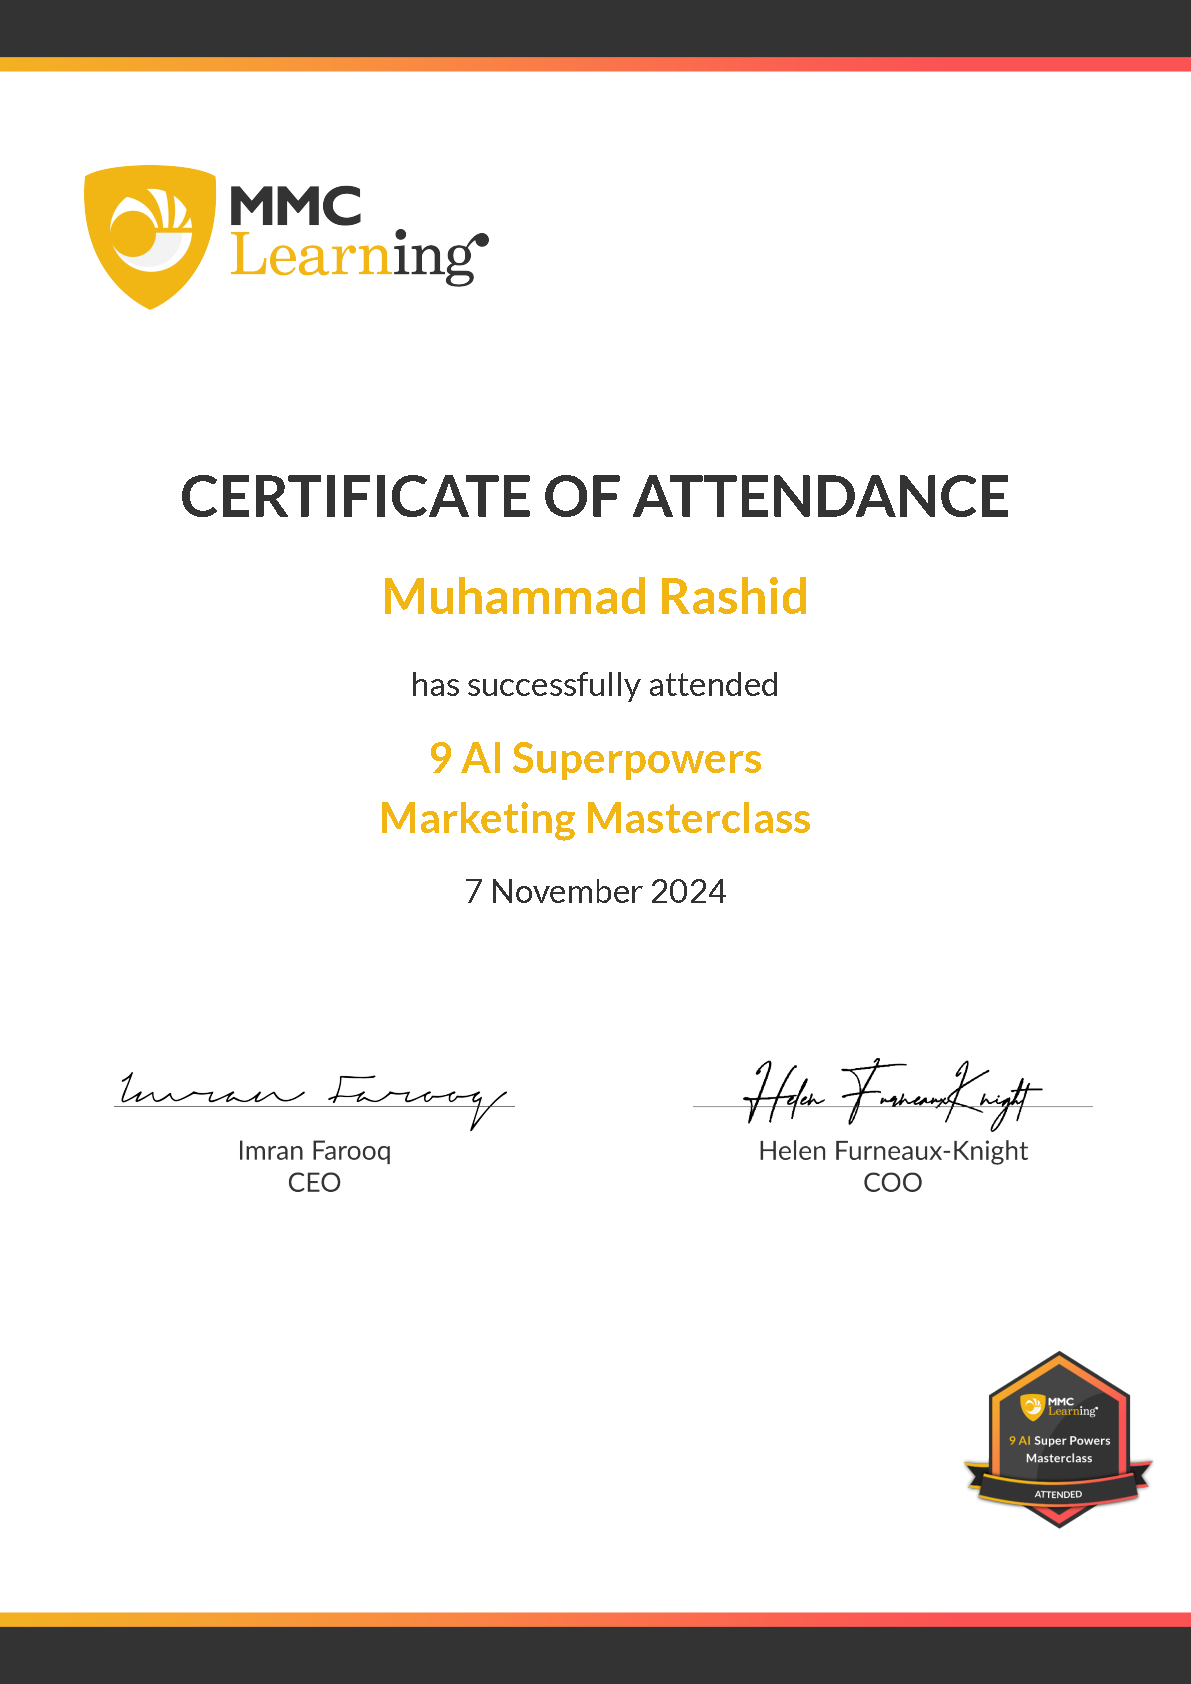 MMC
Learning
CERTIFICATE OF ATTENDANCE
Muhammad Rashid
has successfully attended
9 AI Superpowers
Marketing Masterclass
7 November 2024
Imran Farooq
Helen Furneaux-Knight
Imran Farooq
CEO
Helen Furneaux-Knight
COO
MMC
Learning
9 AI Super Powers
Masterclass
ATTENDED